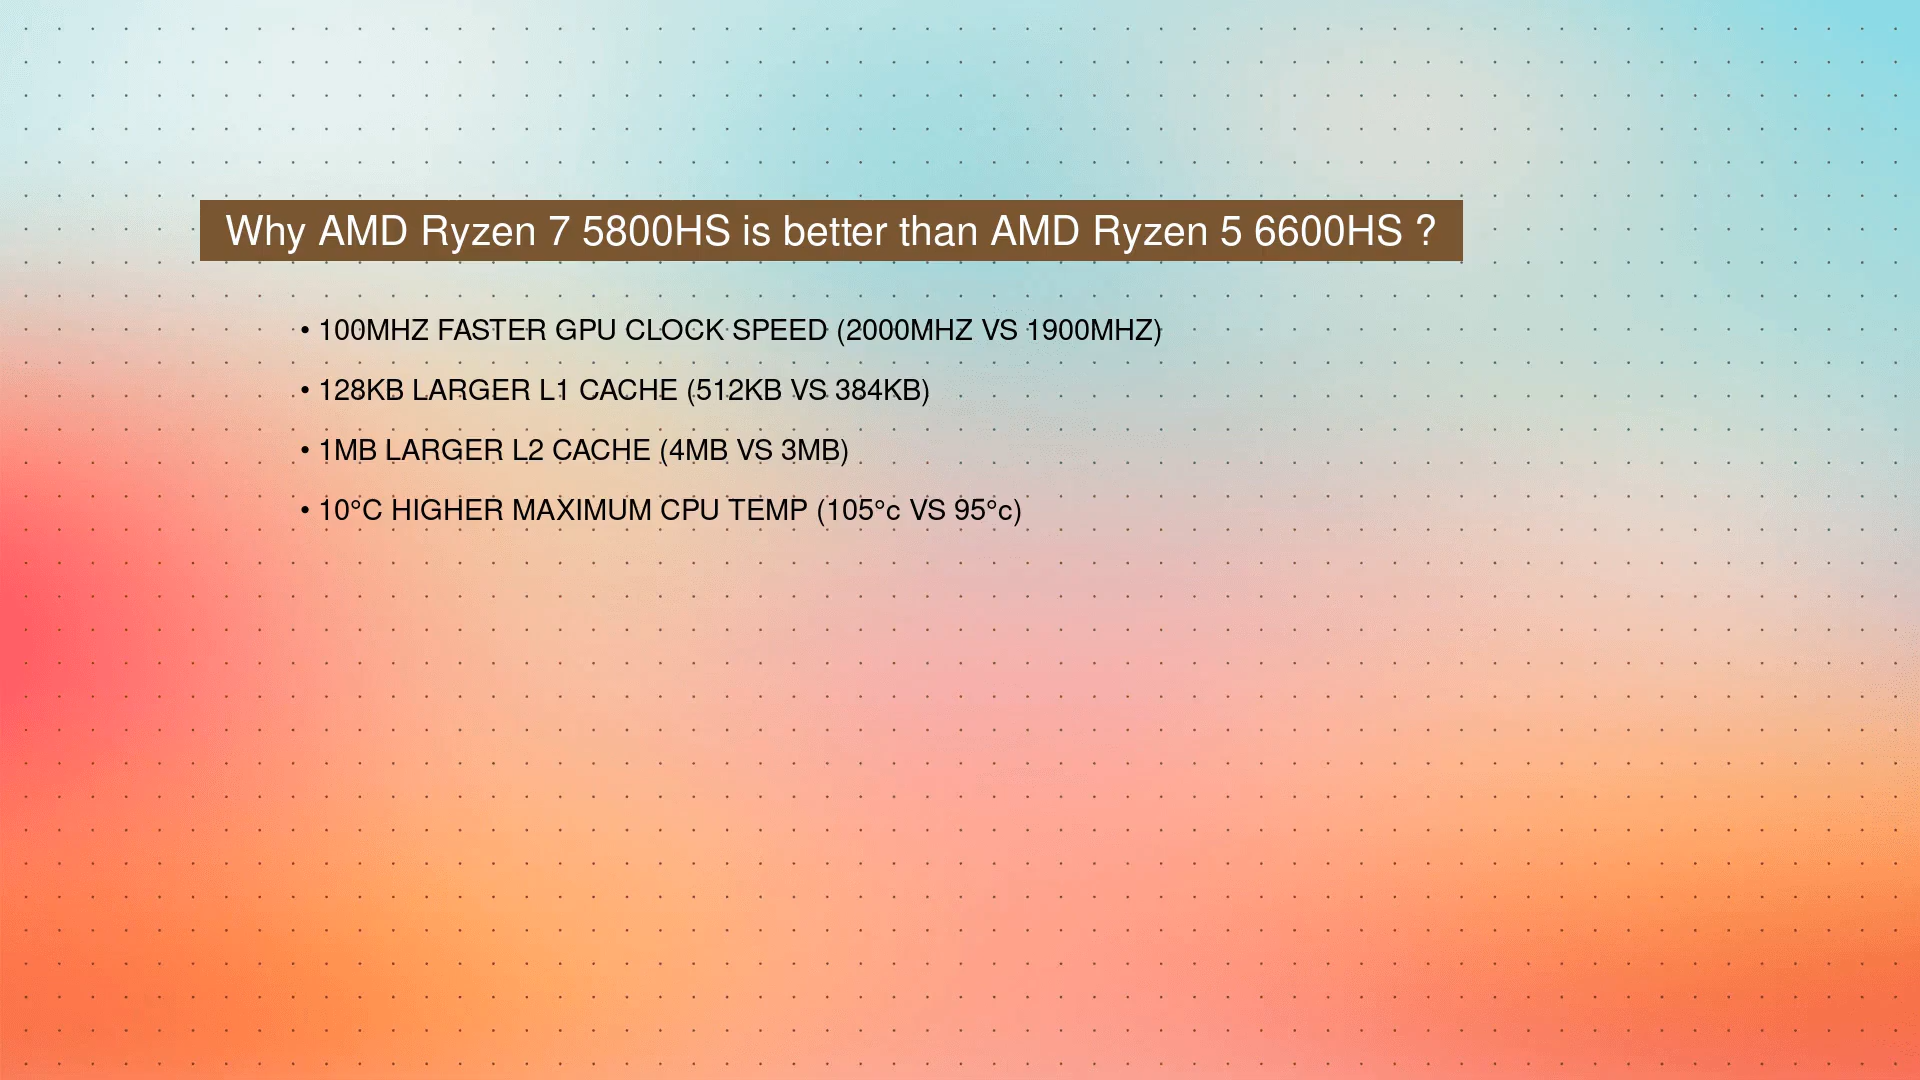 Why AMD Ryzen 7 5800HS is better than AMD Ryzen 5 6600HS ?
• 100MHZ FASTER GPU CLOCK SPEED (2000MHZ VS 1900MHZ)
• 128KB LARGER L1 CACHE (512KB VS 384KB)
• 1MB LARGER L2 CACHE (4MB VS 3MB)
• 10°C HIGHER MAXIMUM CPU TEMP (105°c VS 95°c)